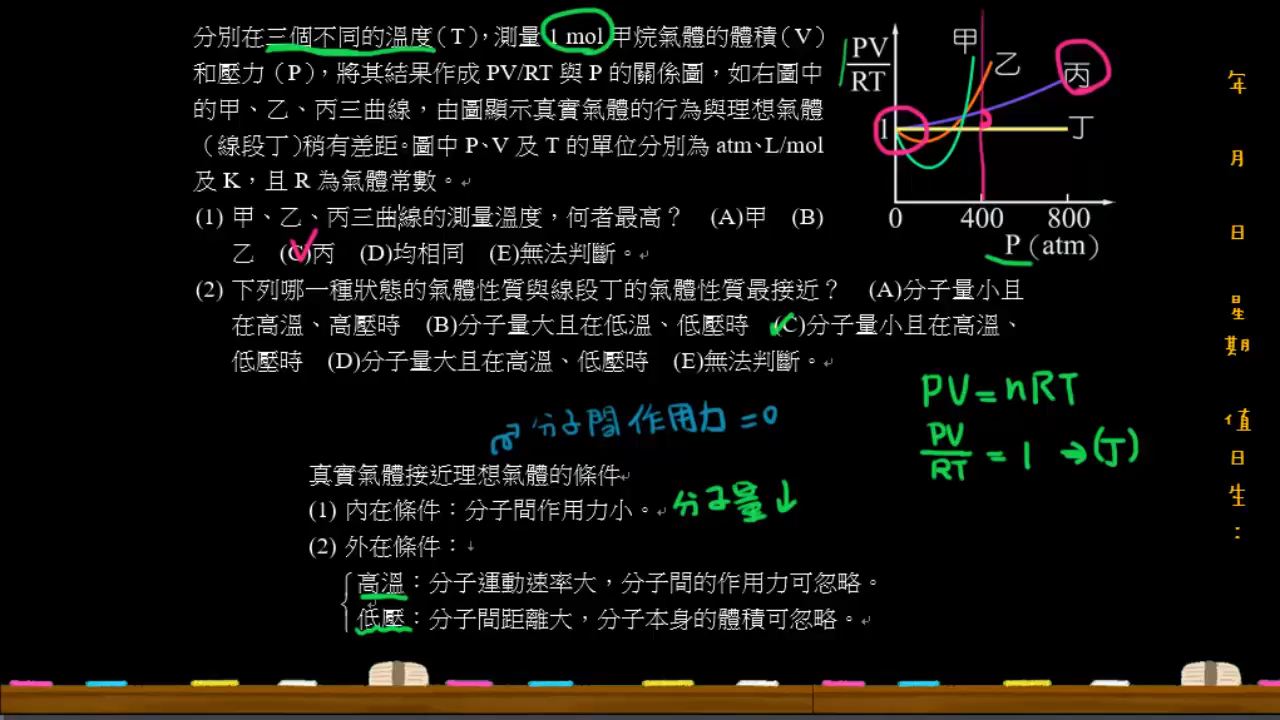 分別在三個不同的溫度(T),測量 1 mol 甲烷氣體的體積(V)
和壓力(P),將其結果作成 PV/RT 與 P 的關係圖,如右圖中
的甲、乙、丙三曲線,由圖顯示真實氣體的行為與理想氣體
(線段丁)稍有差距。圖中 P、V 及 T 的單位分別為 atm、L/mol
及 K,且 R 為氣體常數。
(1) 甲、乙、丙三曲線的測量溫度,何者最高? (A)甲 (B)
乙 (C)丙 (D)均相同 (E)無法判斷。
(2) 下列哪一種狀態的氣體性質與線段丁的氣體性質最接近? (A)分子量小且
在高溫、高壓時 (B)分子量大且在低溫、低壓時 (C)分子量小且在高溫、
低壓時 (D)分子量大且在高溫、低壓時 (E)無法判斷。
PV
RT
甲
乙
丙
丁
1
0 400 800
P (atm)
PV=nRT
PV
RT
= 1 → (丁)
分子間作用力=0
真實氣體接近理想氣體的條件
(1) 內在條件:分子間作用力小。 分子量↓
(2) 外在條件:
高溫:分子運動速率大,分子間的作用力可忽略。
低壓:分子間距離大,分子本身的體積可忽略。
年
月
日
星
期
值
日
生
: